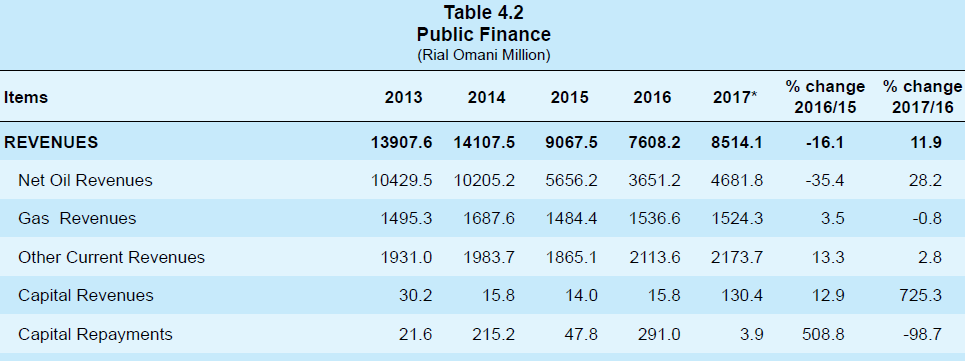 Table 4.2
Public Finance
(Rial Omani Million)
Items 2013 2014 2015 2016 2017* % change 2016/15 % change 2017/16
REVENUES 13907.6 14107.5 9067.5 7608.2 8514.1 -16.1 11.9
Net Oil Revenues 10429.5 10205.2 5656.2 3651.2 4681.8 -35.4 28.2
Gas Revenues 1495.3 1687.6 1484.4 1536.6 1524.3 3.5 -0.8
Other Current Revenues 1931.0 1983.7 1865.1 2113.6 2173.7 13.3 2.8
Capital Revenues 30.2 15.8 14.0 15.8 130.4 12.9 725.3
Capital Repayments 21.6 215.2 47.8 291.0 3.9 508.8 -98.7